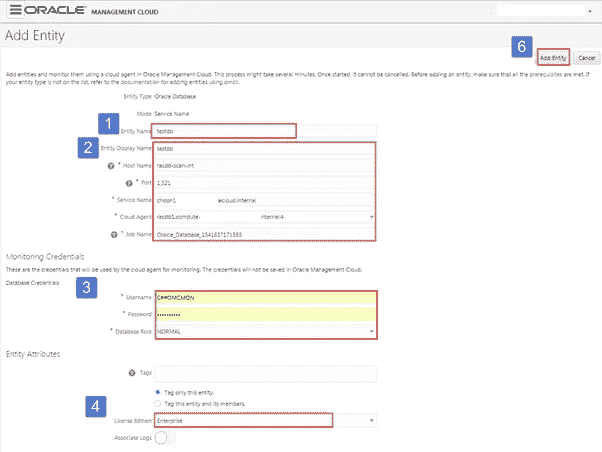 ORACLE MANAGEMENT CLOUD
Add Entity
6
Add Entity Cancel
Add entities and monitor them using a cloud agent in Oracle Management Cloud. This process might take several minutes. Once started, it cannot be cancelled. Before adding an entity, make sure that all the prerequisites are met. If
your entity type is not on the list, refer to the documentation for adding entities using omcli.
Entity Type Oracle Database
Mode Service Name
1
* Entity Name testdb
2
Entity Display Name testdb
* Host Name racdb-scan-int
* Port 1,521
* Service Name ecloud.internal
* Cloud Agent racdb1.compute- internal:4
* Job Name Oracle_Database_1541637171383
Monitoring Credentials
These are the credentials that will be used by the cloud agent for monitoring. The credentials will not be saved in Oracle Management Cloud.
Database Credentials
3
* Username C##OMCMON
* Password ••••••••••
* Database Role NORMAL
Entity Attributes
Tags
Tag only this entity.
Tag this entity and its members.
4
License Edition Enterprise
Associate Logs